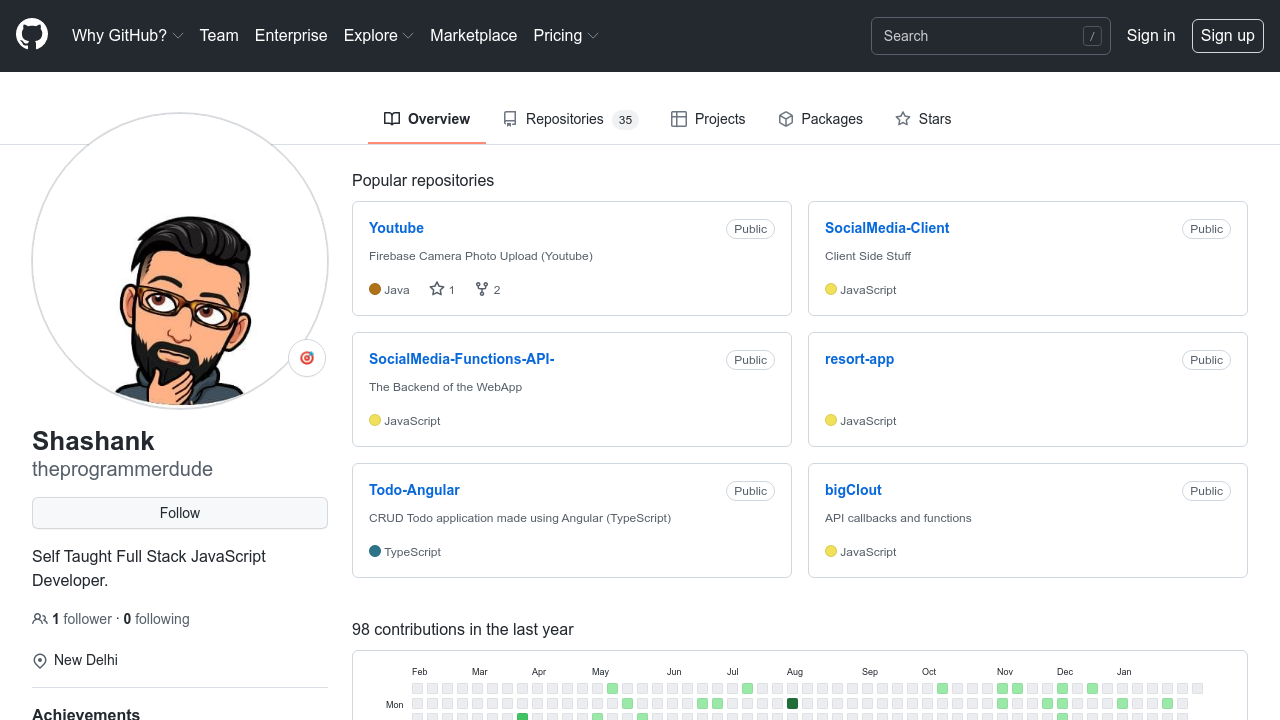 Why GitHub? Team Enterprise Explore Marketplace Pricing Search / Sign in Sign up
Overview Repositories 35 Projects Packages Stars
Shashank
theprogrammerdude
Follow
Self Taught Full Stack JavaScript
Developer.
1 follower · 0 following
New Delhi
Achievements
Popular repositories
Youtube Public
Firebase Camera Photo Upload (Youtube)
Java 1 2
SocialMedia-Client Public
Client Side Stuff
JavaScript
SocialMedia-Functions-API- Public
The Backend of the WebApp
JavaScript
resort-app Public
JavaScript
Todo-Angular Public
CRUD Todo application made using Angular (TypeScript)
TypeScript
bigClout Public
API callbacks and functions
JavaScript
98 contributions in the last year
Feb Mar Apr May Jun Jul Aug Sep Oct Nov Dec Jan
Mon